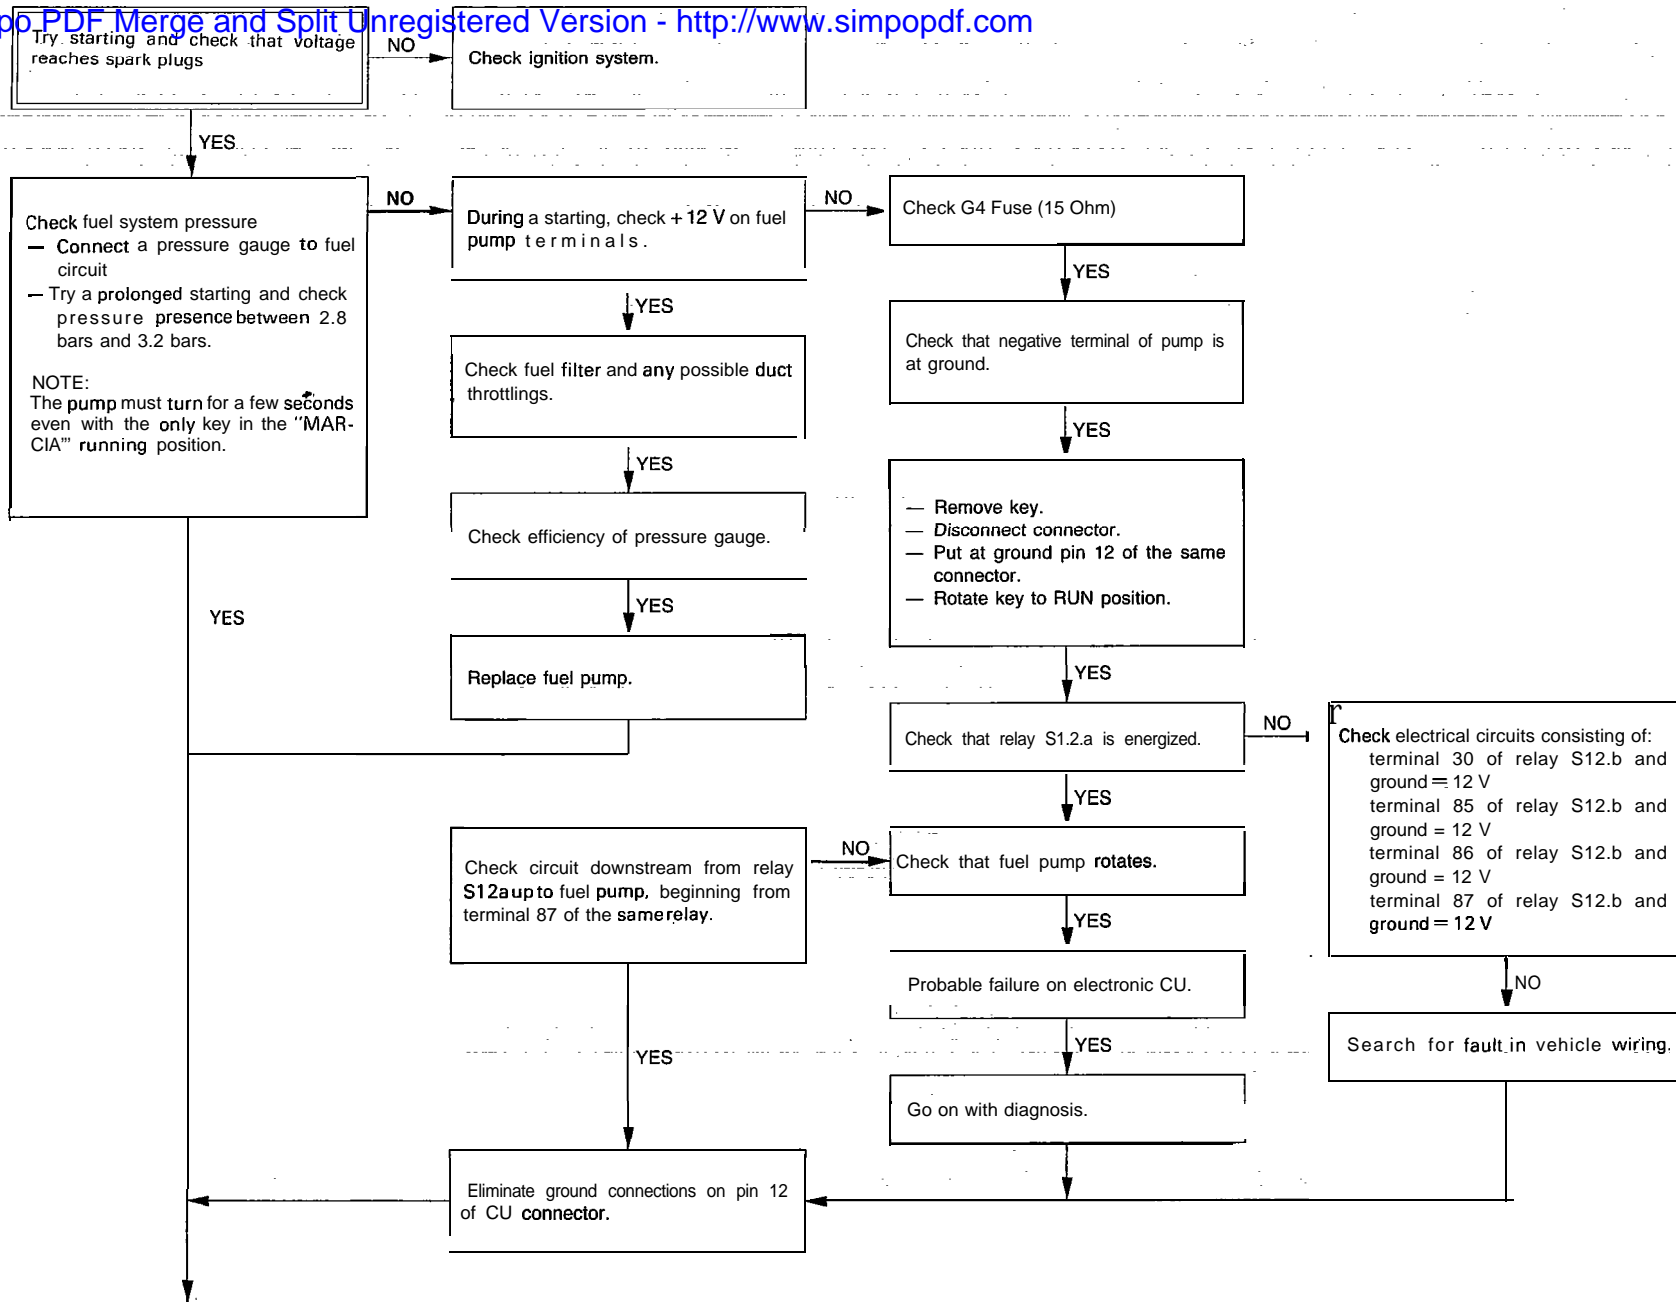 po PDF Merge and Split Unregistered Version - http://www.simpopdf.com
Try starting and check that voltage
reaches spark plugs
NO
Check ignition system.
YES
Check fuel system pressure
— Connect a pressure gauge to fuel
circuit
— Try a prolonged starting and check
pressure presence between 2.8
bars and 3.2 bars.
NOTE:
The pump must turn for a few seconds
even with the only key in the "MAR-
CIA"' running position.
NO
During a starting, check + 12 V on fuel
pump terminals.
NO
Check G4 Fuse (15 Ohm)
YES
YES
Check fuel filter and any possible duct
throttlings.
Check that negative terminal of pump is
at ground.
YES
YES
Check efficiency of pressure gauge.
— Remove key.
— Disconnect connector.
— Put at ground pin 12 of the same
connector.
— Rotate key to RUN position.
YES
YES
Replace fuel pump.
YES
Check that relay S1.2.a is energized.
NO
r
Check electrical circuits consisting of:
terminal 30 of relay S12.b and
ground = 12 V
terminal 85 of relay S12.b and
ground = 12 V
terminal 86 of relay S12.b and
ground = 12 V
terminal 87 of relay S12.b and
ground = 12 V
YES
Check circuit downstream from relay
S12a up to fuel pump, beginning from
terminal 87 of the same relay.
NO
Check that fuel pump rotates.
YES
Probable failure on electronic CU.
NO
Search for fault in vehicle wiring.
YES
YES
Go on with diagnosis.
Eliminate ground connections on pin 12
of CU connector.